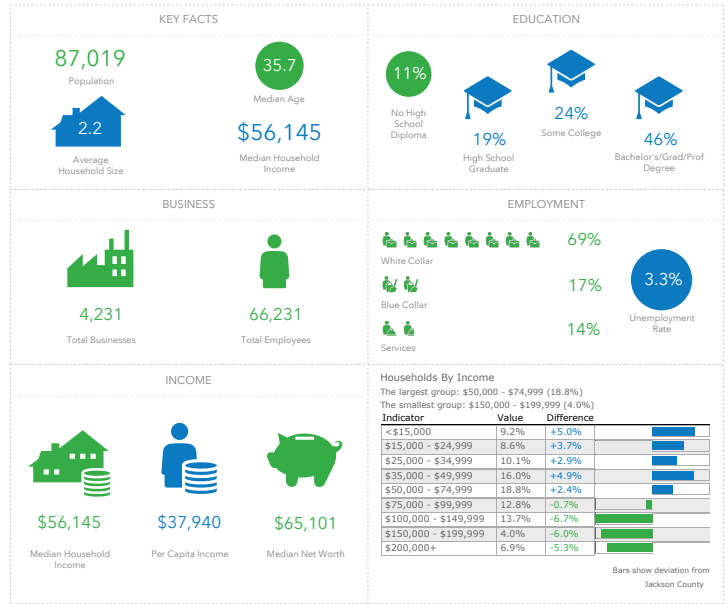 KEY FACTS
87,019
Population
35.7
Median Age
2.2
Average
Household Size
$56,145
Median Household
Income
EDUCATION
11%
No High
School
Diploma
19%
High School
Graduate
24%
Some College
46%
Bachelor's/Grad/Prof
Degree
BUSINESS
4,231
Total Businesses
66,231
Total Employees
EMPLOYMENT
69%
White Collar
17%
Blue Collar
14%
Services
3.3%
Unemployment
Rate
INCOME
$56,145
Median Household
Income
$37,940
Per Capita Income
$65,101
Median Net Worth
Households By Income
The largest group: $50,000 - $74,999 (18.8%)
The smallest group: $150,000 - $199,999 (4.0%)
Indicator Value Difference
<$15,000 9.2% +5.0%
$15,000 - $24,999 8.6% +3.7%
$25,000 - $34,999 10.1% +2.9%
$35,000 - $49,999 16.0% +4.9%
$50,000 - $74,999 18.8% +2.4%
$75,000 - $99,999 12.8% -0.7%
$100,000 - $149,999 13.7% -6.7%
$150,000 - $199,999 4.0% -6.0%
$200,000+ 6.9% -5.3%
Bars show deviation from
Jackson County